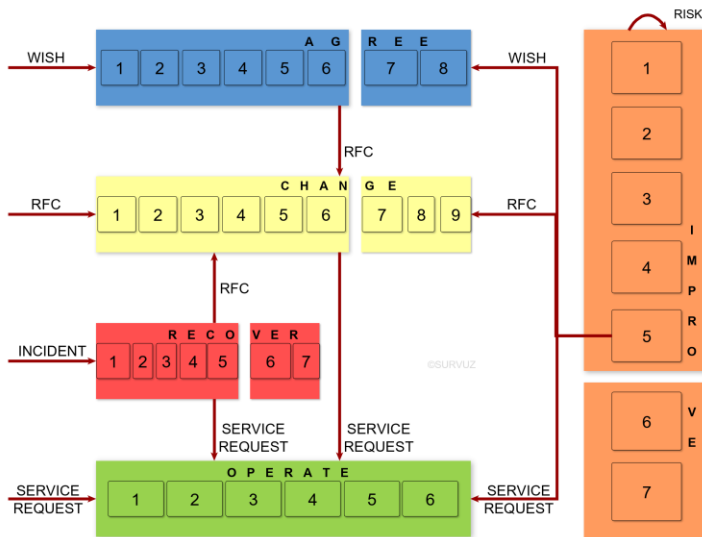 RISK
A G R E E
WISH
1 2 3 4 5 6 7 8
WISH
1
2
RFC
C H A N G E
RFC
1 2 3 4 5 6 7 8 9
RFC
3
I
M
P
R
O
4
5
RFC
R E C O V E R
INCIDENT
1 2 3 4 5 6 7
©SURVUZ
SERVICE
REQUEST
SERVICE
REQUEST
6
V
E
7
O P E R A T E
SERVICE
REQUEST
1 2 3 4 5 6
SERVICE
REQUEST